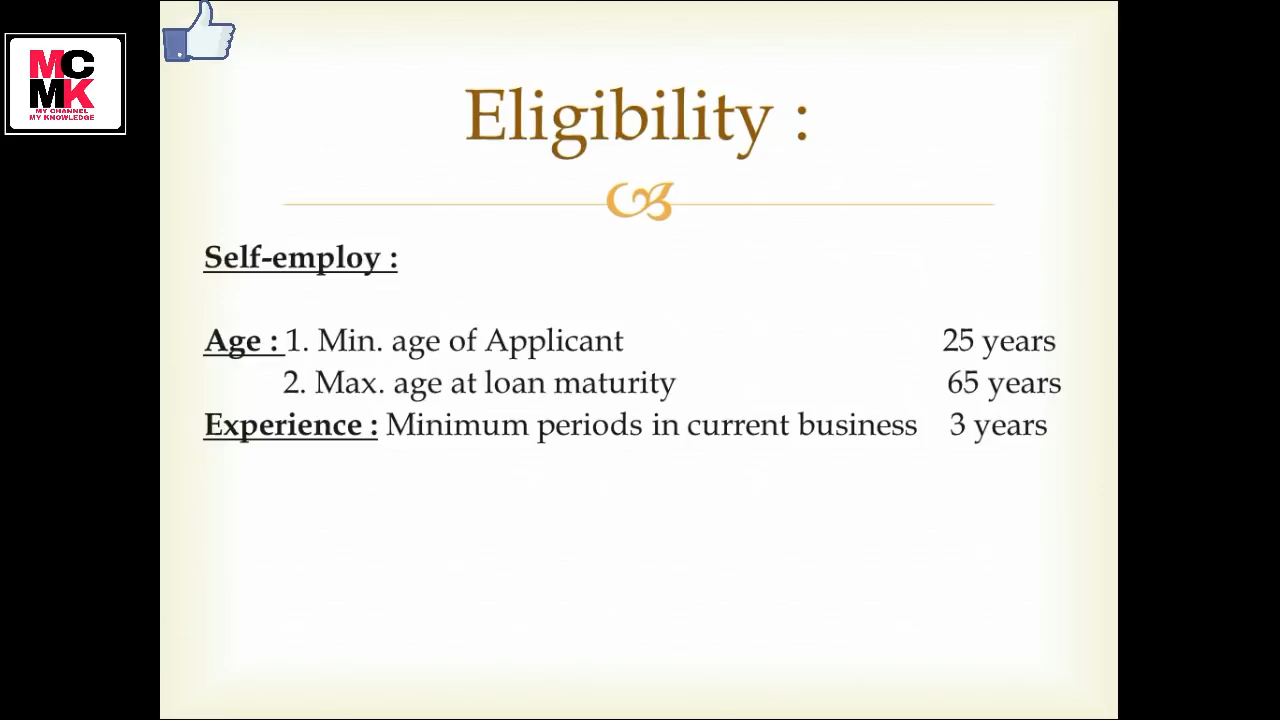 MC
MK
MY CHANNEL
MY KNOWLEDGE
Eligibility :
Self-employ :
Age : 1. Min. age of Applicant 25 years
2. Max. age at loan maturity 65 years
Experience : Minimum periods in current business 3 years